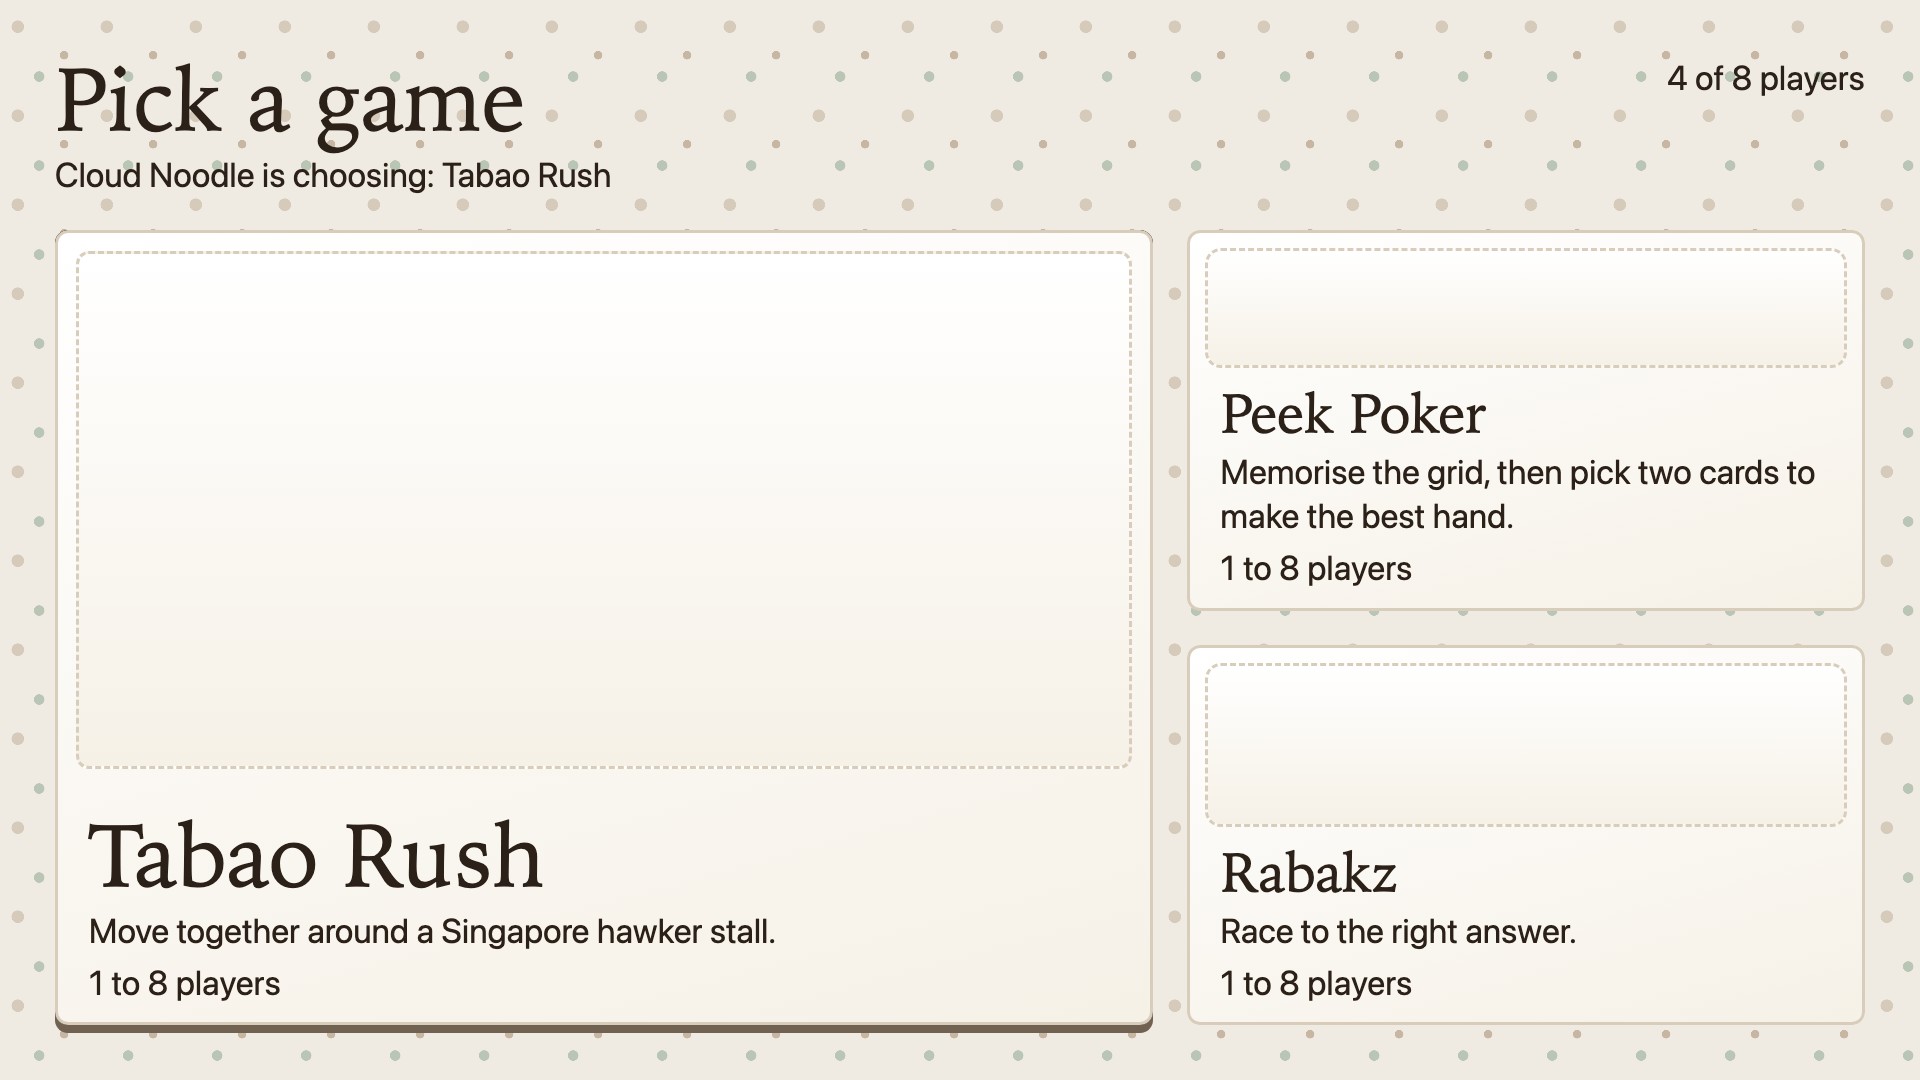 Pick a game
4 of 8 players
Cloud Noodle is choosing: Tabao Rush
Tabao Rush
Move together around a Singapore hawker stall.
1 to 8 players
Peek Poker
Memorise the grid, then pick two cards to
make the best hand.
1 to 8 players
Rabakz
Race to the right answer.
1 to 8 players